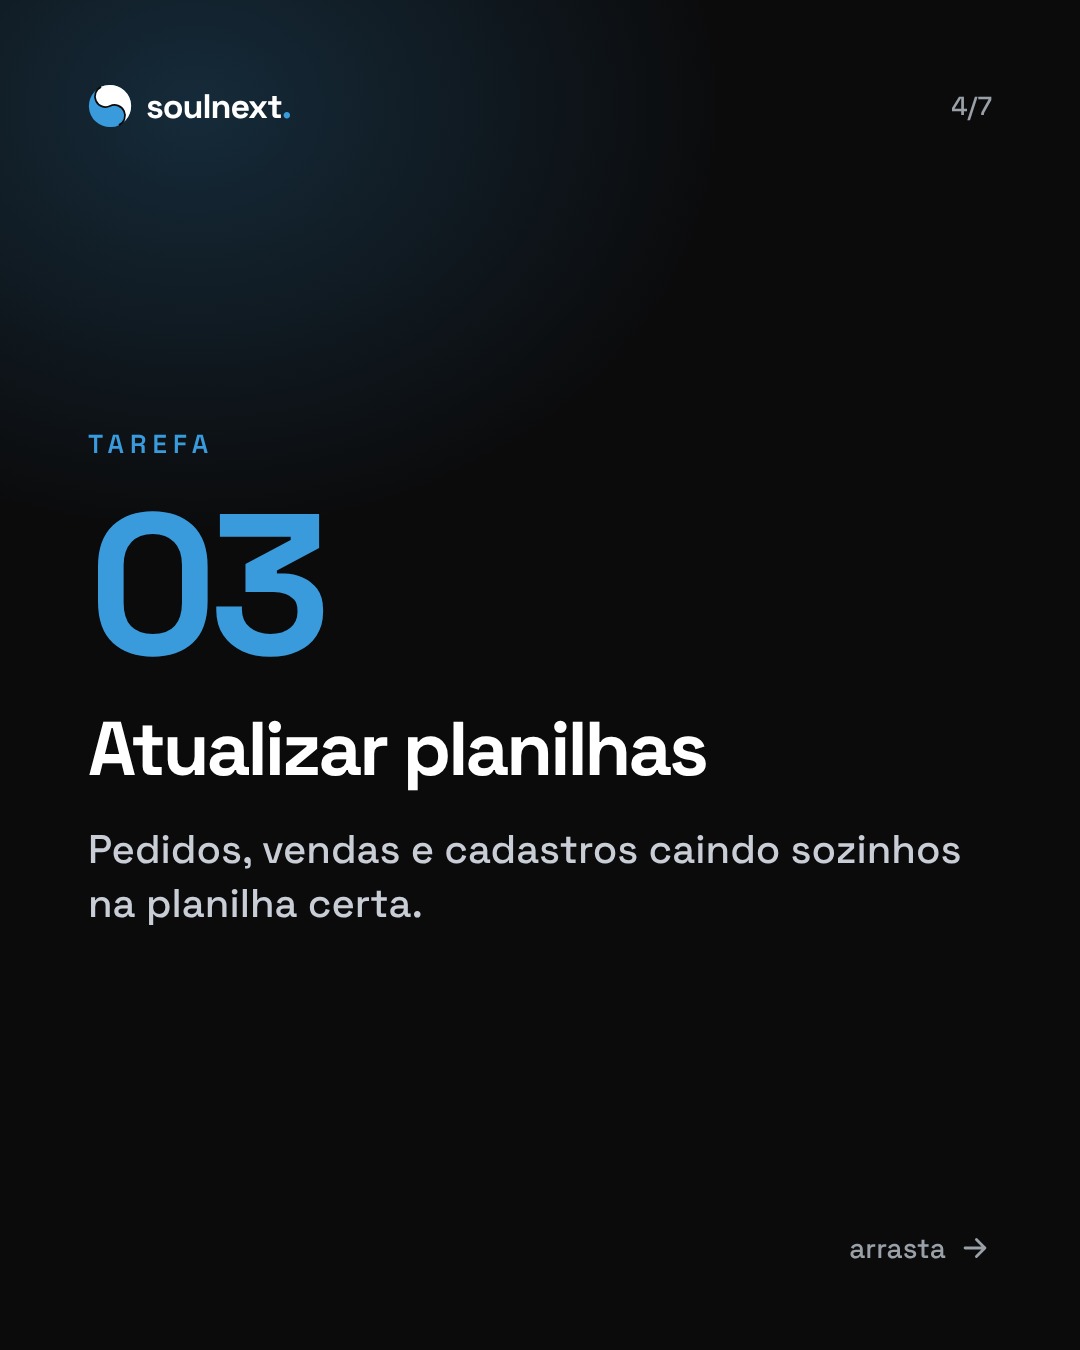 soulnext.
4/7
TAREFA
03
Atualizar planilhas
Pedidos, vendas e cadastros caindo sozinhos
na planilha certa.
arrasta →